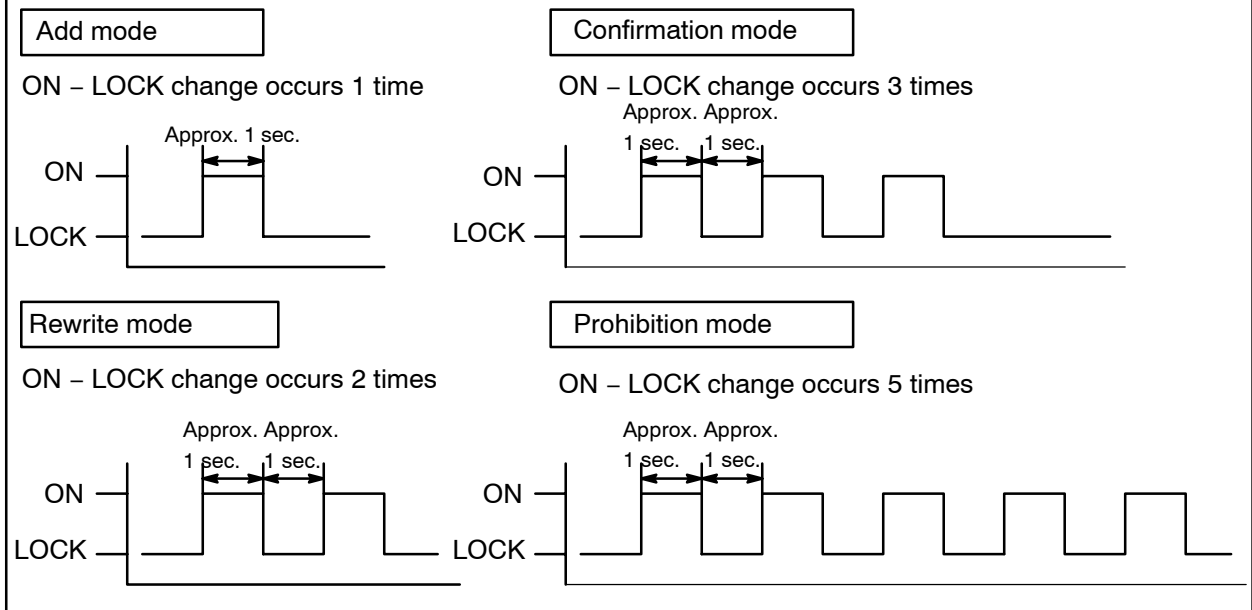 Add mode
ON – LOCK change occurs 1 time
Approx. 1 sec.
ON
LOCK
Confirmation mode
ON – LOCK change occurs 3 times
Approx. Approx.
1 sec. 1 sec.
ON
LOCK
Rewrite mode
ON – LOCK change occurs 2 times
Approx. Approx.
1 sec. 1 sec.
ON
LOCK
Prohibition mode
ON – LOCK change occurs 5 times
Approx. Approx.
1 sec. 1 sec.
ON
LOCK